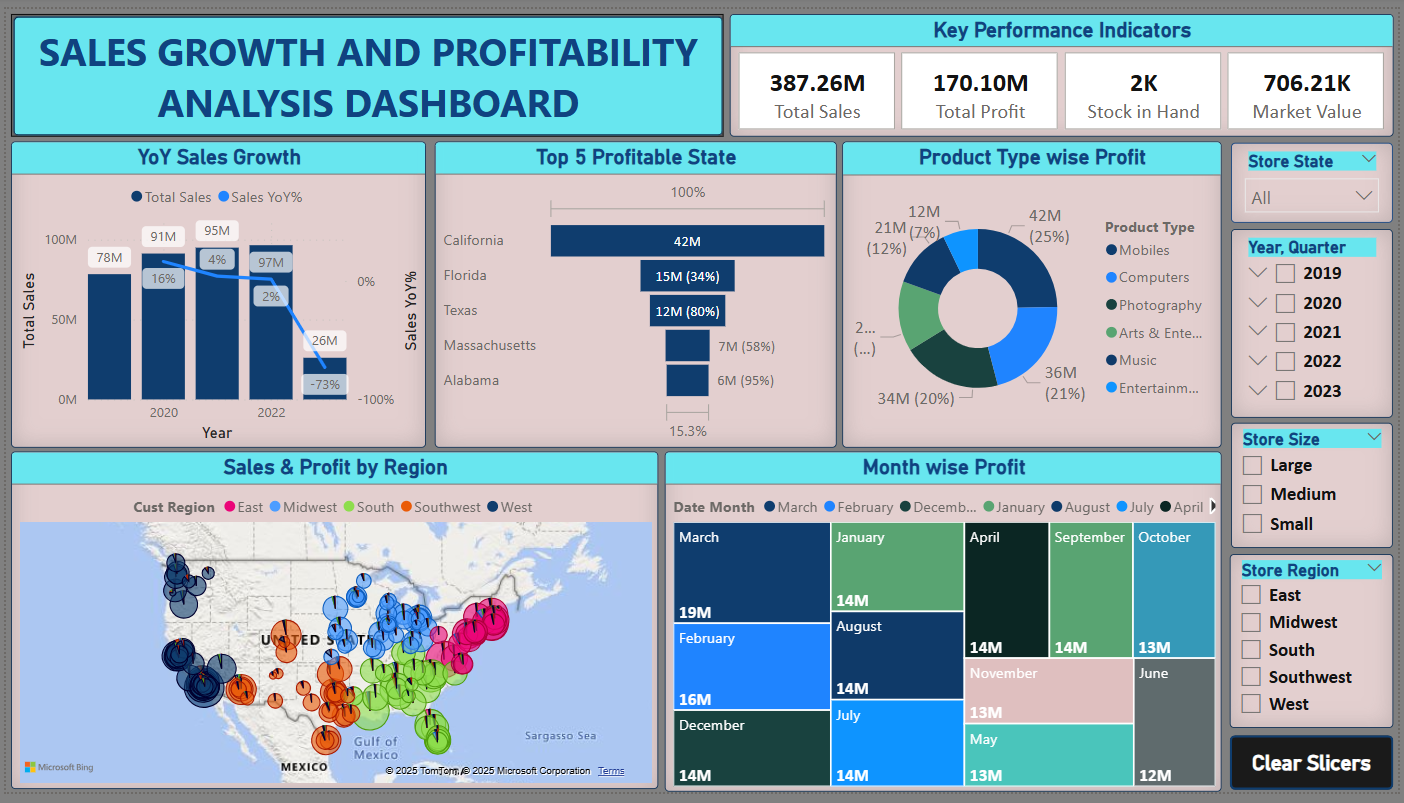 SALES GROWTH AND PROFITABILITY
ANALYSIS DASHBOARD
Key Performance Indicators
387.26M
Total Sales
170.10M
Total Profit
2K
Stock in Hand
706.21K
Market Value
YoY Sales Growth
Total Sales
Sales YoY%
Total Sales
100M
50M
0M
78M
91M
95M
97M
26M
16%
4%
2%
-73%
0%
-100%
Sales YoY%
2020
2022
Year
Top 5 Profitable State
100%
California
42M
Florida
15M (34%)
Texas
12M (80%)
Massachusetts
7M (58%)
Alabama
6M (95%)
15.3%
Product Type wise Profit
42M
(25%)
36M
(21%)
34M (20%)
2...
(...)
21M
(12%)
12M
(7%)
Product Type
Mobiles
Computers
Photography
Arts & Ente...
Music
Entertainm...
Store State
All
Year, Quarter
2019
2020
2021
2022
2023
Store Size
Large
Medium
Small
Store Region
East
Midwest
South
Southwest
West
Clear Slicers
Sales & Profit by Region
Cust Region
East
Midwest
South
Southwest
West
UNITED STATES
Gulf of
Mexico
Sargasso Sea
MEXICO
Microsoft Bing
© 2025 TomTom, © 2025 Microsoft Corporation Terms
Month wise Profit
Date Month
March
February
Decemb...
January
August
July
April
March
19M
February
16M
December
14M
January
14M
August
14M
July
14M
April
14M
September
14M
October
13M
November
13M
May
13M
June
12M